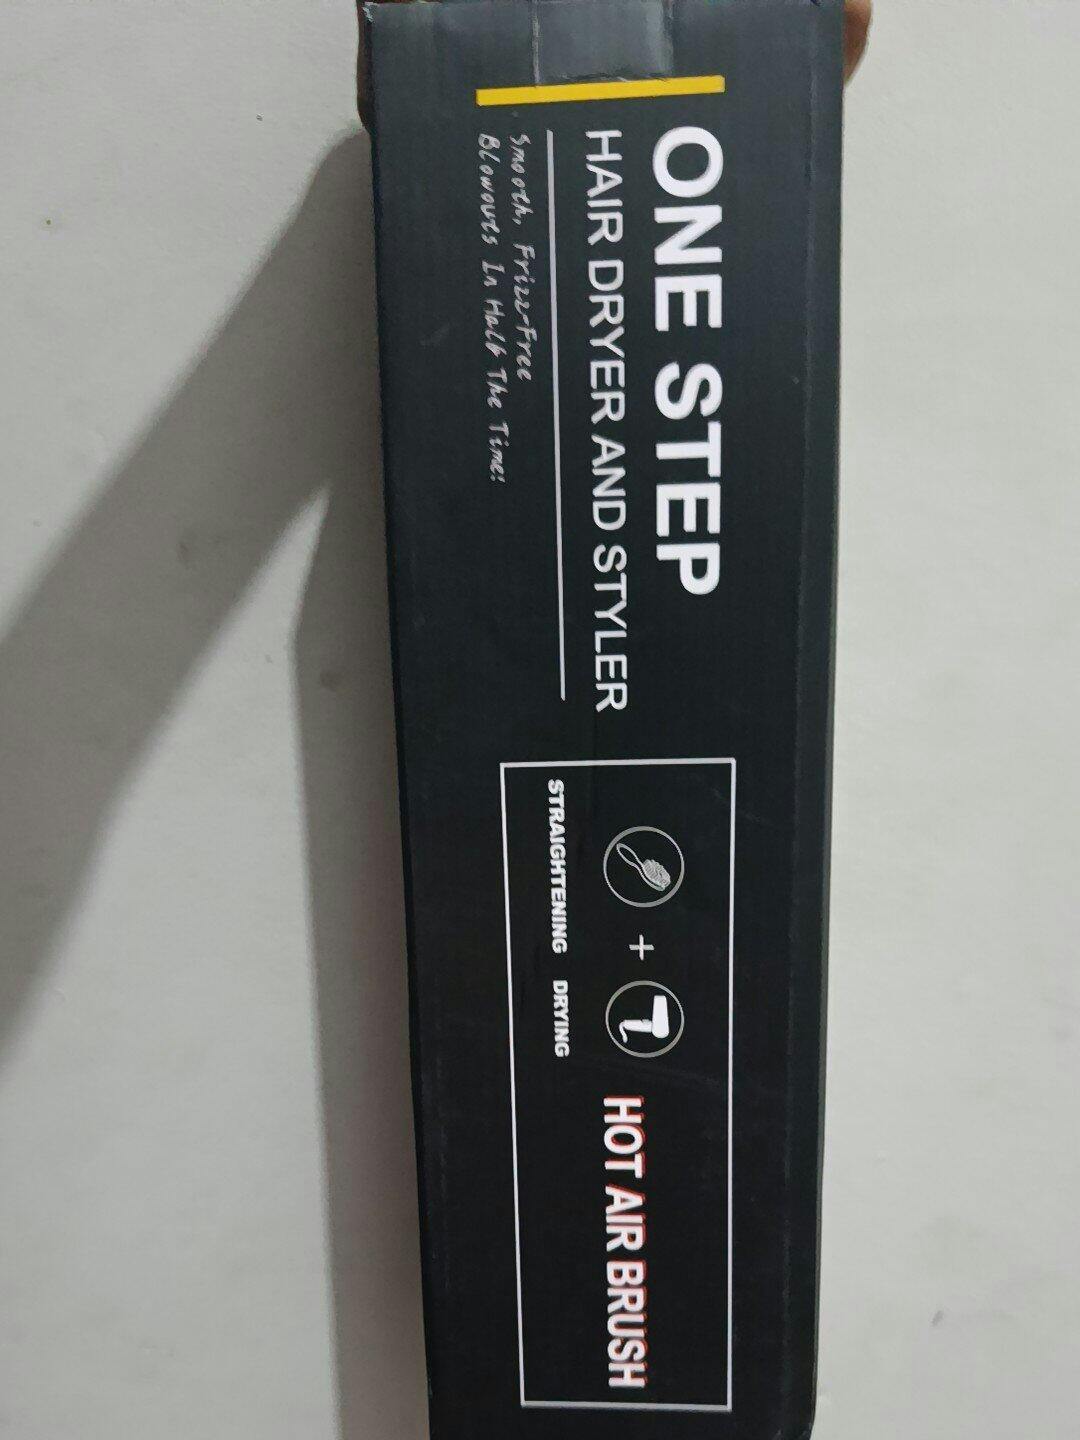 ONE STEP
HAIR DRYER AND STYLER
Smooth, Frizz-Free
Blowouts In Half The Time!
+
HOT AIR BRUSH
STRAIGHTENING DRYING